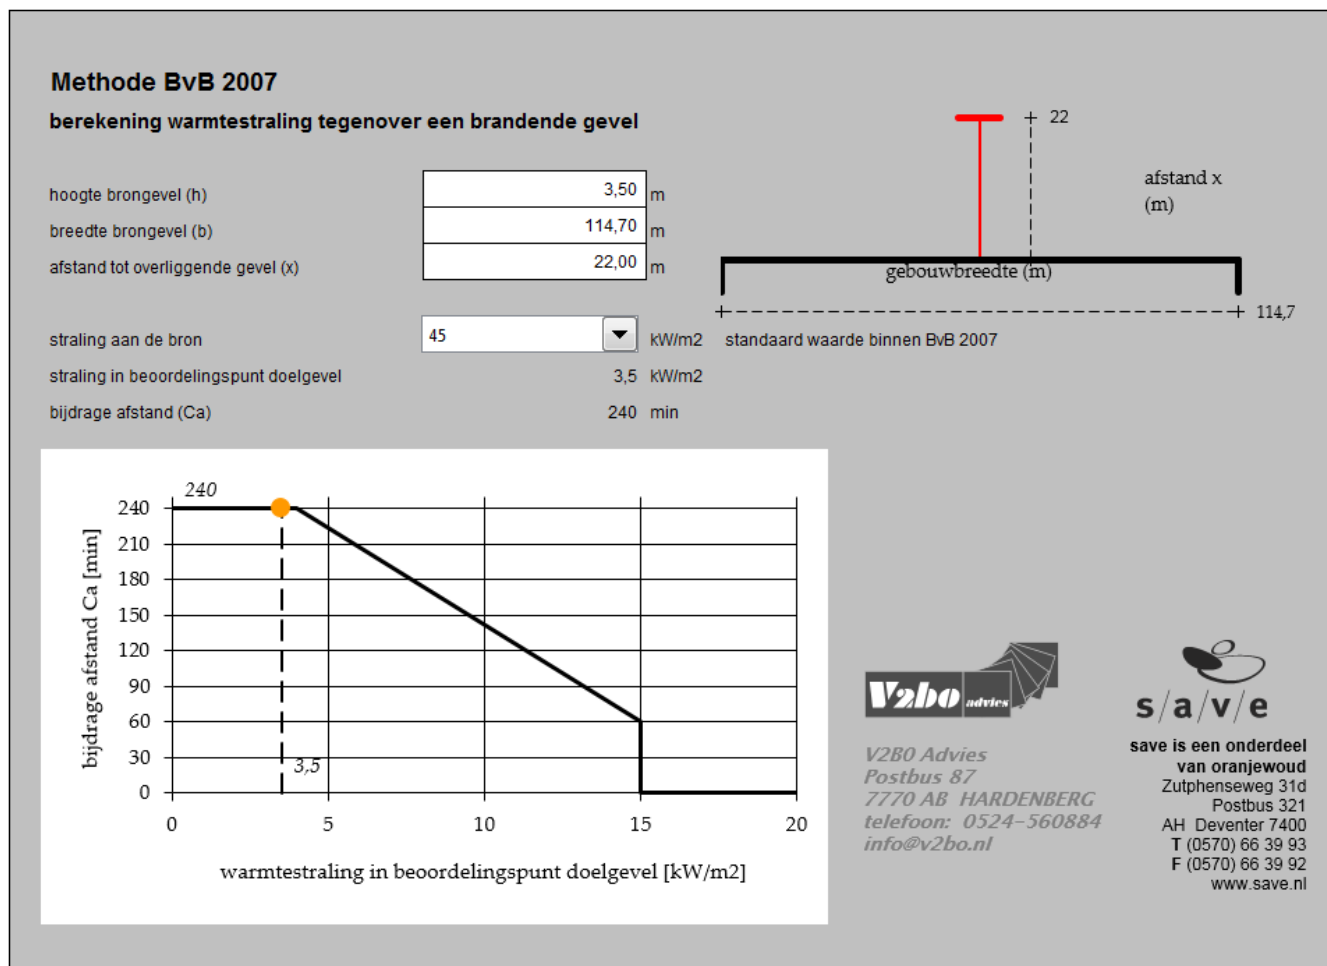 Methode BvB 2007
berekening warmtestraling tegenover een brandende gevel
hoogte brongevel (h) 3,50 m
breedte brongevel (b) 114,70 m
afstand tot overliggende gevel (x) 22,00 m
22
afstand x
(m)
gebouwbreedte (m)
114,7
straling aan de bron 45 kW/m2 standaard waarde binnen BvB 2007
straling in beoordelingspunt doelgevel 3,5 kW/m2
bijdrage afstand (Ca) 240 min
240
bijdrage afstand Ca [min]
240
210
180
150
120
90
60
30
0
3,5
0 5 10 15 20
warmtestraling in beoordelingspunt doelgevel [kW/m2]
V2bo advies
V2B0 Advies
Postbus 87
7770 AB HARDENBERG
telefoon: 0524-560884
info@v2bo.nl
s/a/v/e
save is een onderdeel
van oranjewoud
Zutphenseweg 31d
Postbus 321
AH Deventer 7400
T (0570) 66 39 93
F (0570) 66 39 92
www.save.nl